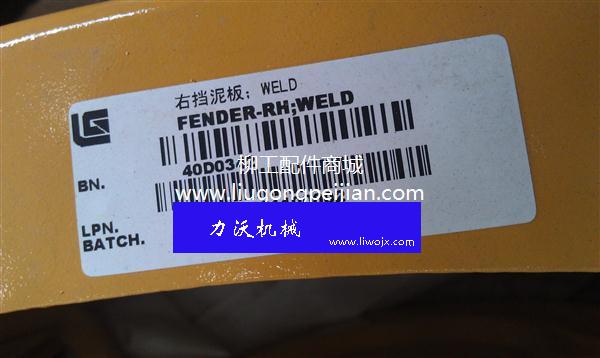 右挡泥板；WELD
FENDER-RH;WELD
BN.
40D03
柳工配件商城
www.liugongpeijian.com
LPN.
BATCH.
力沃机械
www.liwojx.com